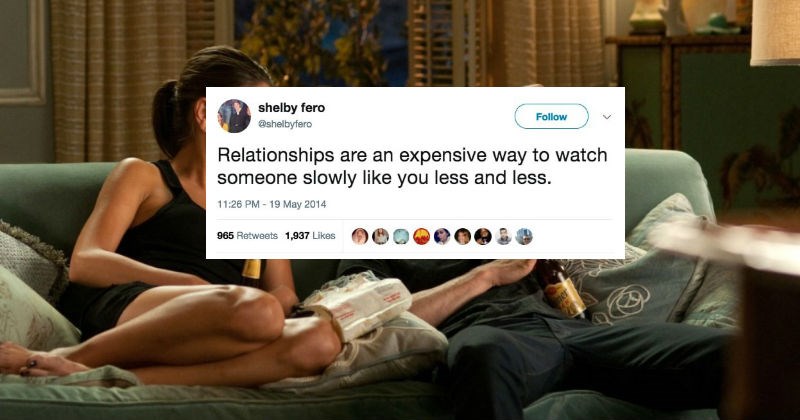 shelby fero
@shelbyfero
Follow
Relationships are an expensive way to watch
someone slowly like you less and less.
11:26 PM - 19 May 2014
965 Retweets 1,937 Likes